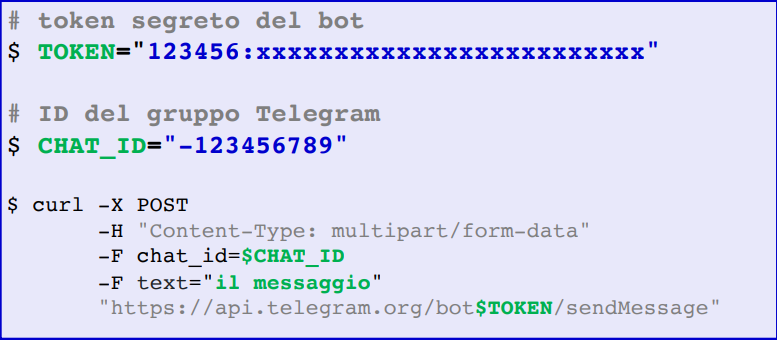 # token segreto del bot
$ TOKEN="123456:xxxxxxxxxxxxxxxxxxxxxxxxx"
# ID del gruppo Telegram
$ CHAT_ID="-123456789"
$ curl -X POST
-H "Content-Type: multipart/form-data"
-F chat_id=$CHAT_ID
-F text="il messaggio"
"https://api.telegram.org/bot$TOKEN/sendMessage"